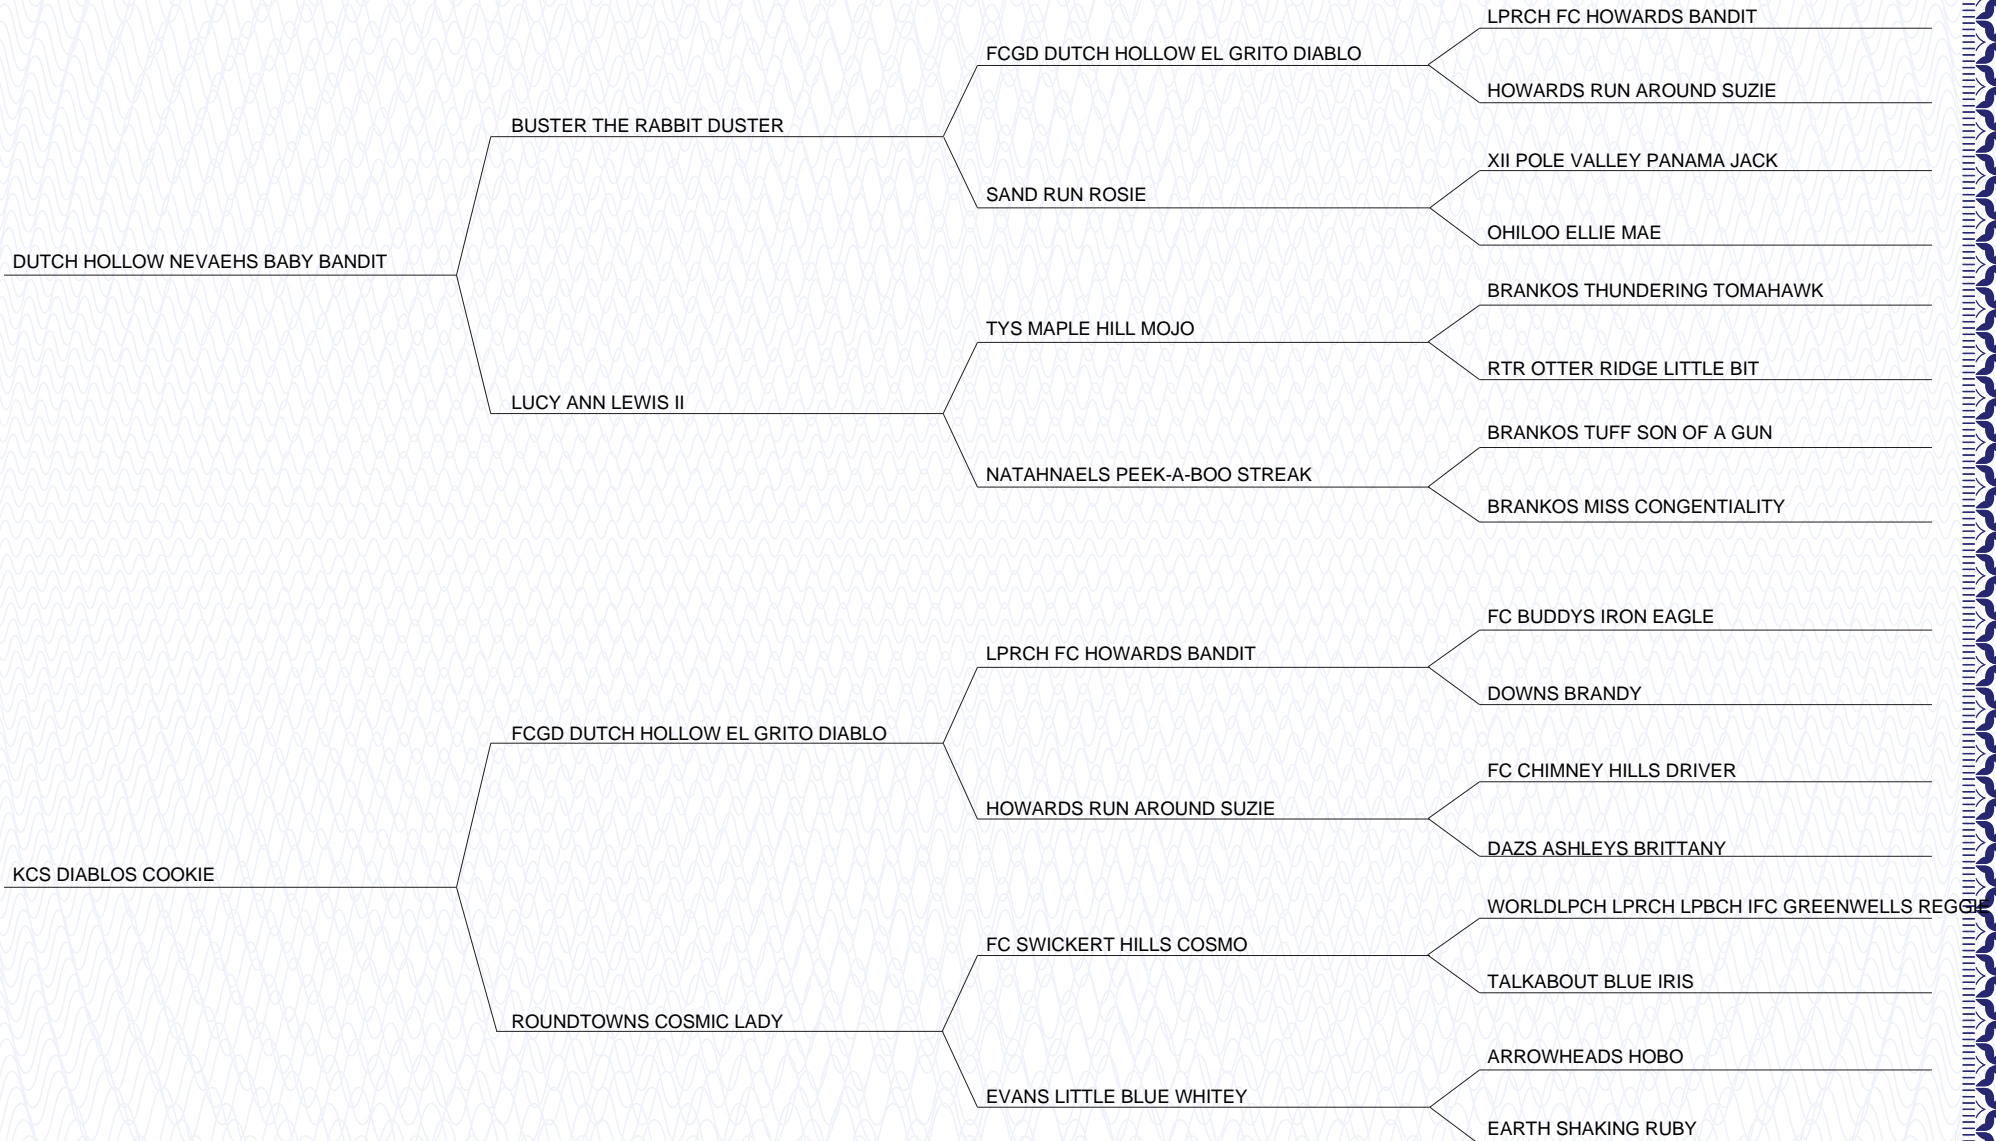 LPRCH FC HOWARDS BANDIT
FCGD DUTCH HOLLOW EL GRITO DIABLO
HOWARDS RUN AROUND SUZIE
BUSTER THE RABBIT DUSTER
XII POLE VALLEY PANAMA JACK
SAND RUN ROSIE
OHILOO ELLIE MAE
DUTCH HOLLOW NEVAEHS BABY BANDIT
BRANKOS THUNDERING TOMAHAWK
TYS MAPLE HILL MOJO
RTR OTTER RIDGE LITTLE BIT
LUCY ANN LEWIS II
BRANKOS TUFF SON OF A GUN
NATAHNAELS PEEK-A-BOO STREAK
BRANKOS MISS CONGENTIALITY
FC BUDDYS IRON EAGLE
LPRCH FC HOWARDS BANDIT
DOWNS BRANDY
FCGD DUTCH HOLLOW EL GRITO DIABLO
FC CHIMNEY HILLS DRIVER
HOWARDS RUN AROUND SUZIE
DAZS ASHLEYS BRITTANY
KCS DIABLOS COOKIE
WORLDLPCH LPRCH LPBCH IFC GREENWELLS REGGIE
FC SWICKERT HILLS COSMO
TALKABOUT BLUE IRIS
ROUNDTOWNS COSMIC LADY
ARROWHEADS HOBO
EVANS LITTLE BLUE WHITEY
EARTH SHAKING RUBY